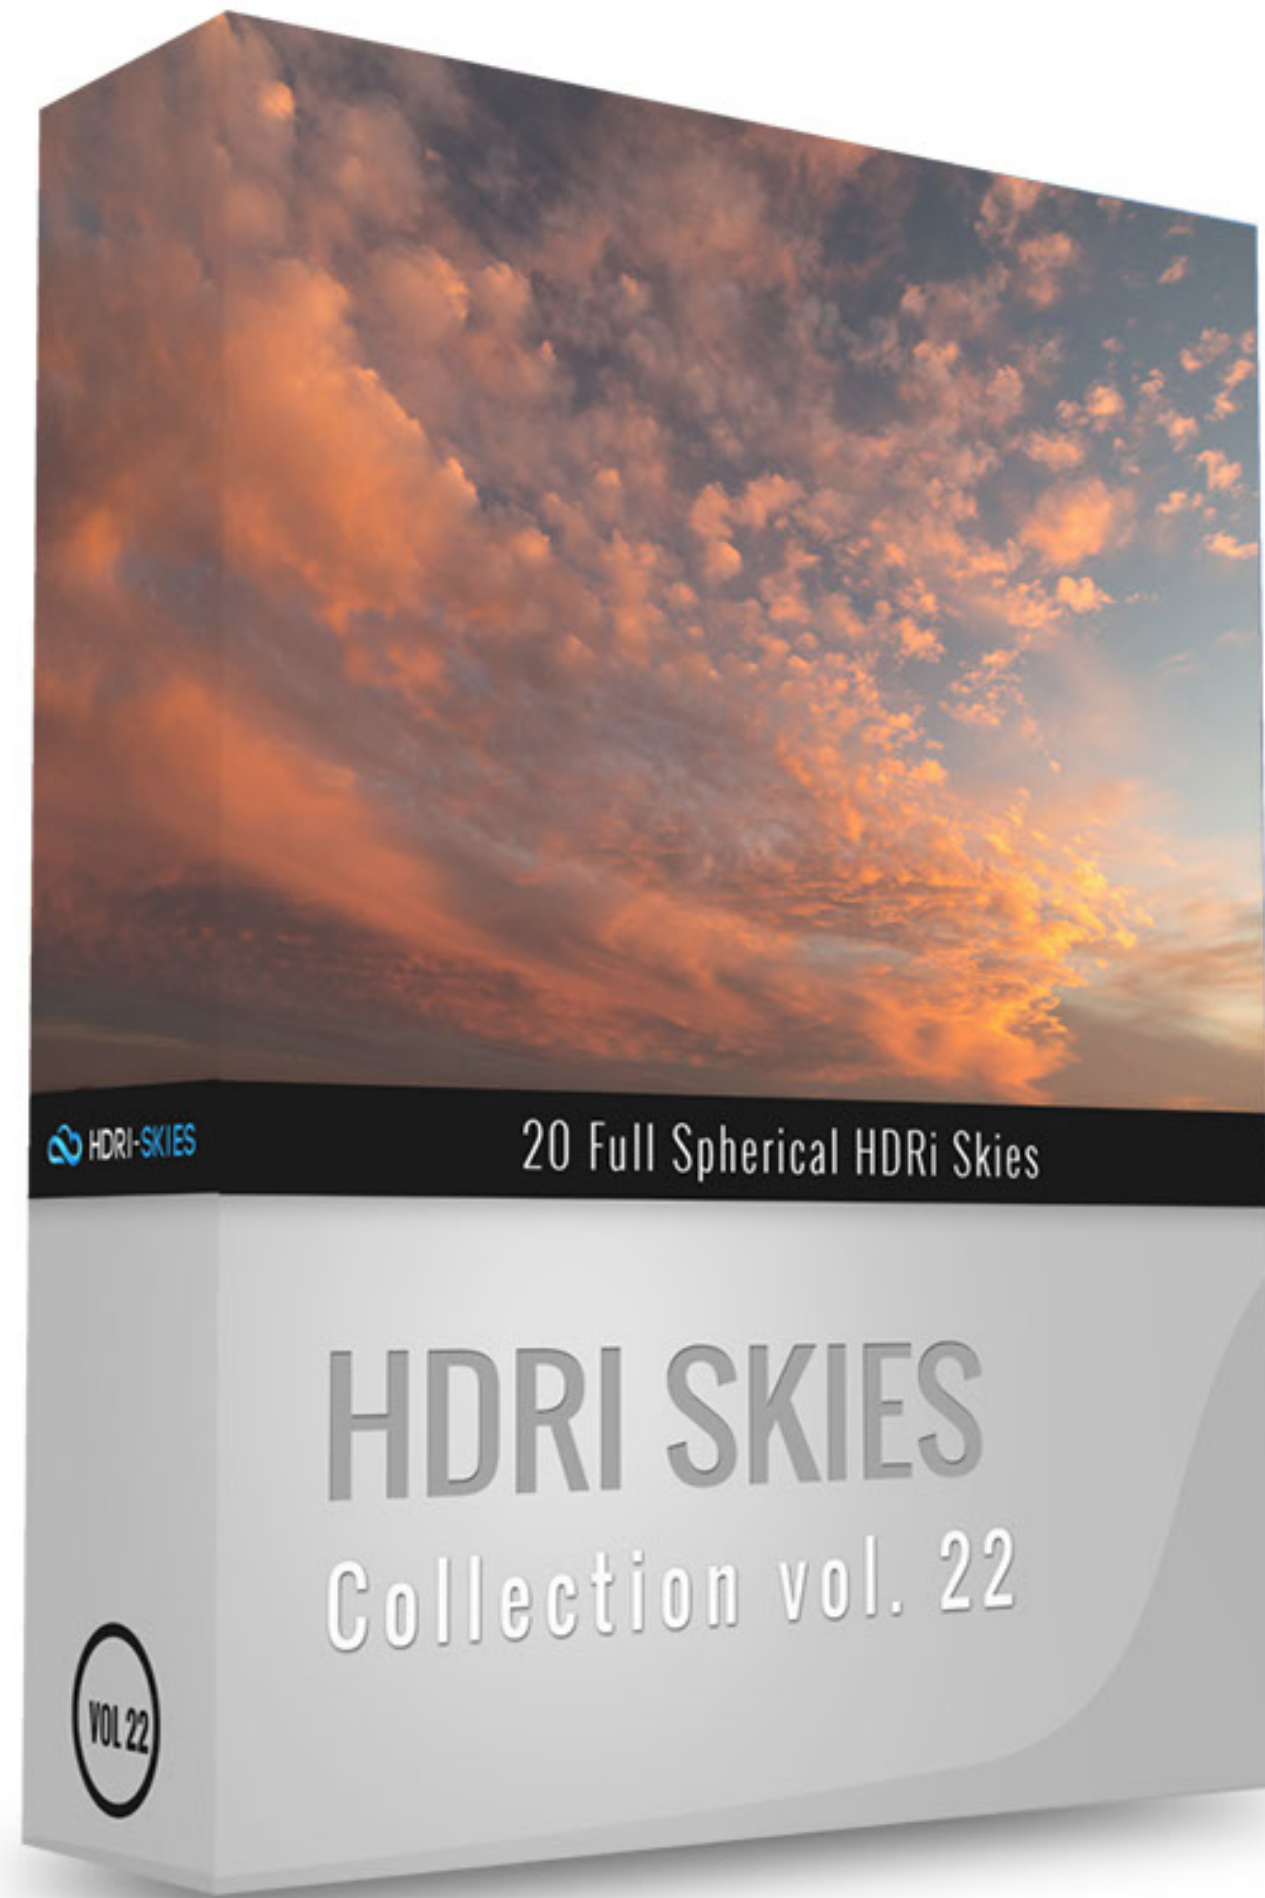 HDRI-SKIES
20 Full Spherical HDRi Skies
HDRI SKIES
Collection vol. 22
VOL 22